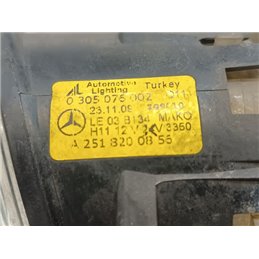 AL Automotive Lighting Turkey
0 305 075 002
23.11.09
LE 03 B134 MAKO
H11 12 V
A 251 820 08 56